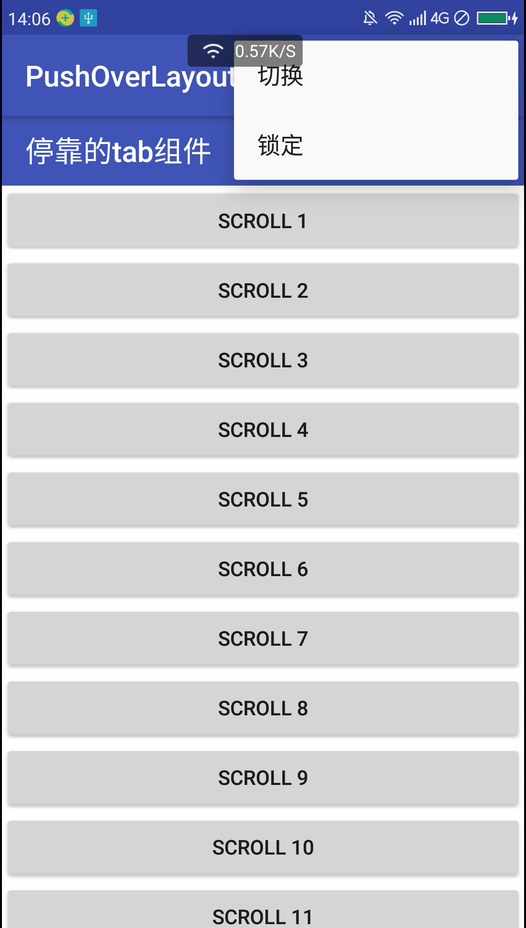 14:06
4G
0.57K/S
PushOverLayout
切换
锁定
停靠的tab组件
SCROLL 1
SCROLL 2
SCROLL 3
SCROLL 4
SCROLL 5
SCROLL 6
SCROLL 7
SCROLL 8
SCROLL 9
SCROLL 10
SCROLL 11